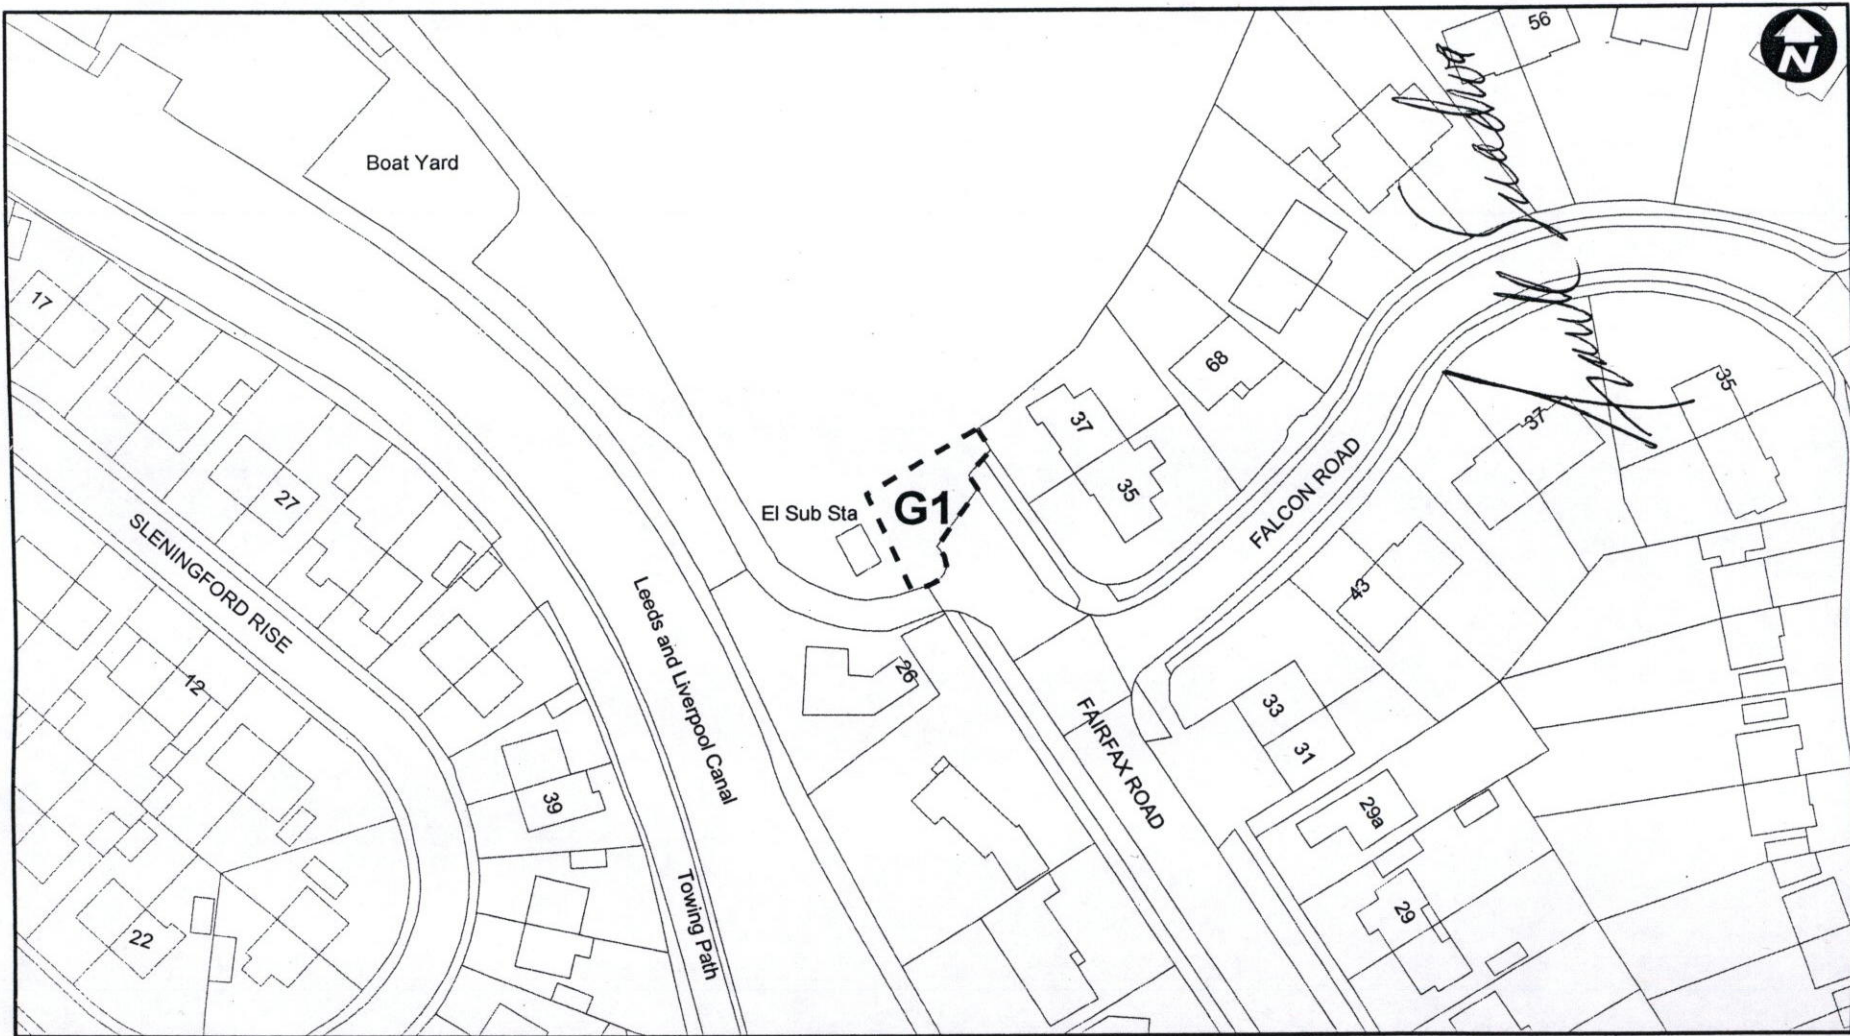 56
N
Boat Yard
17
68
35
37
37
35
27
El Sub Sta
G1
FALCON ROAD
SLENINGFORD RISE
43
Leeds and Liverpool Canal
26
12
33
FAIRFAX ROAD
31
39
29a
Towing Path
29
22